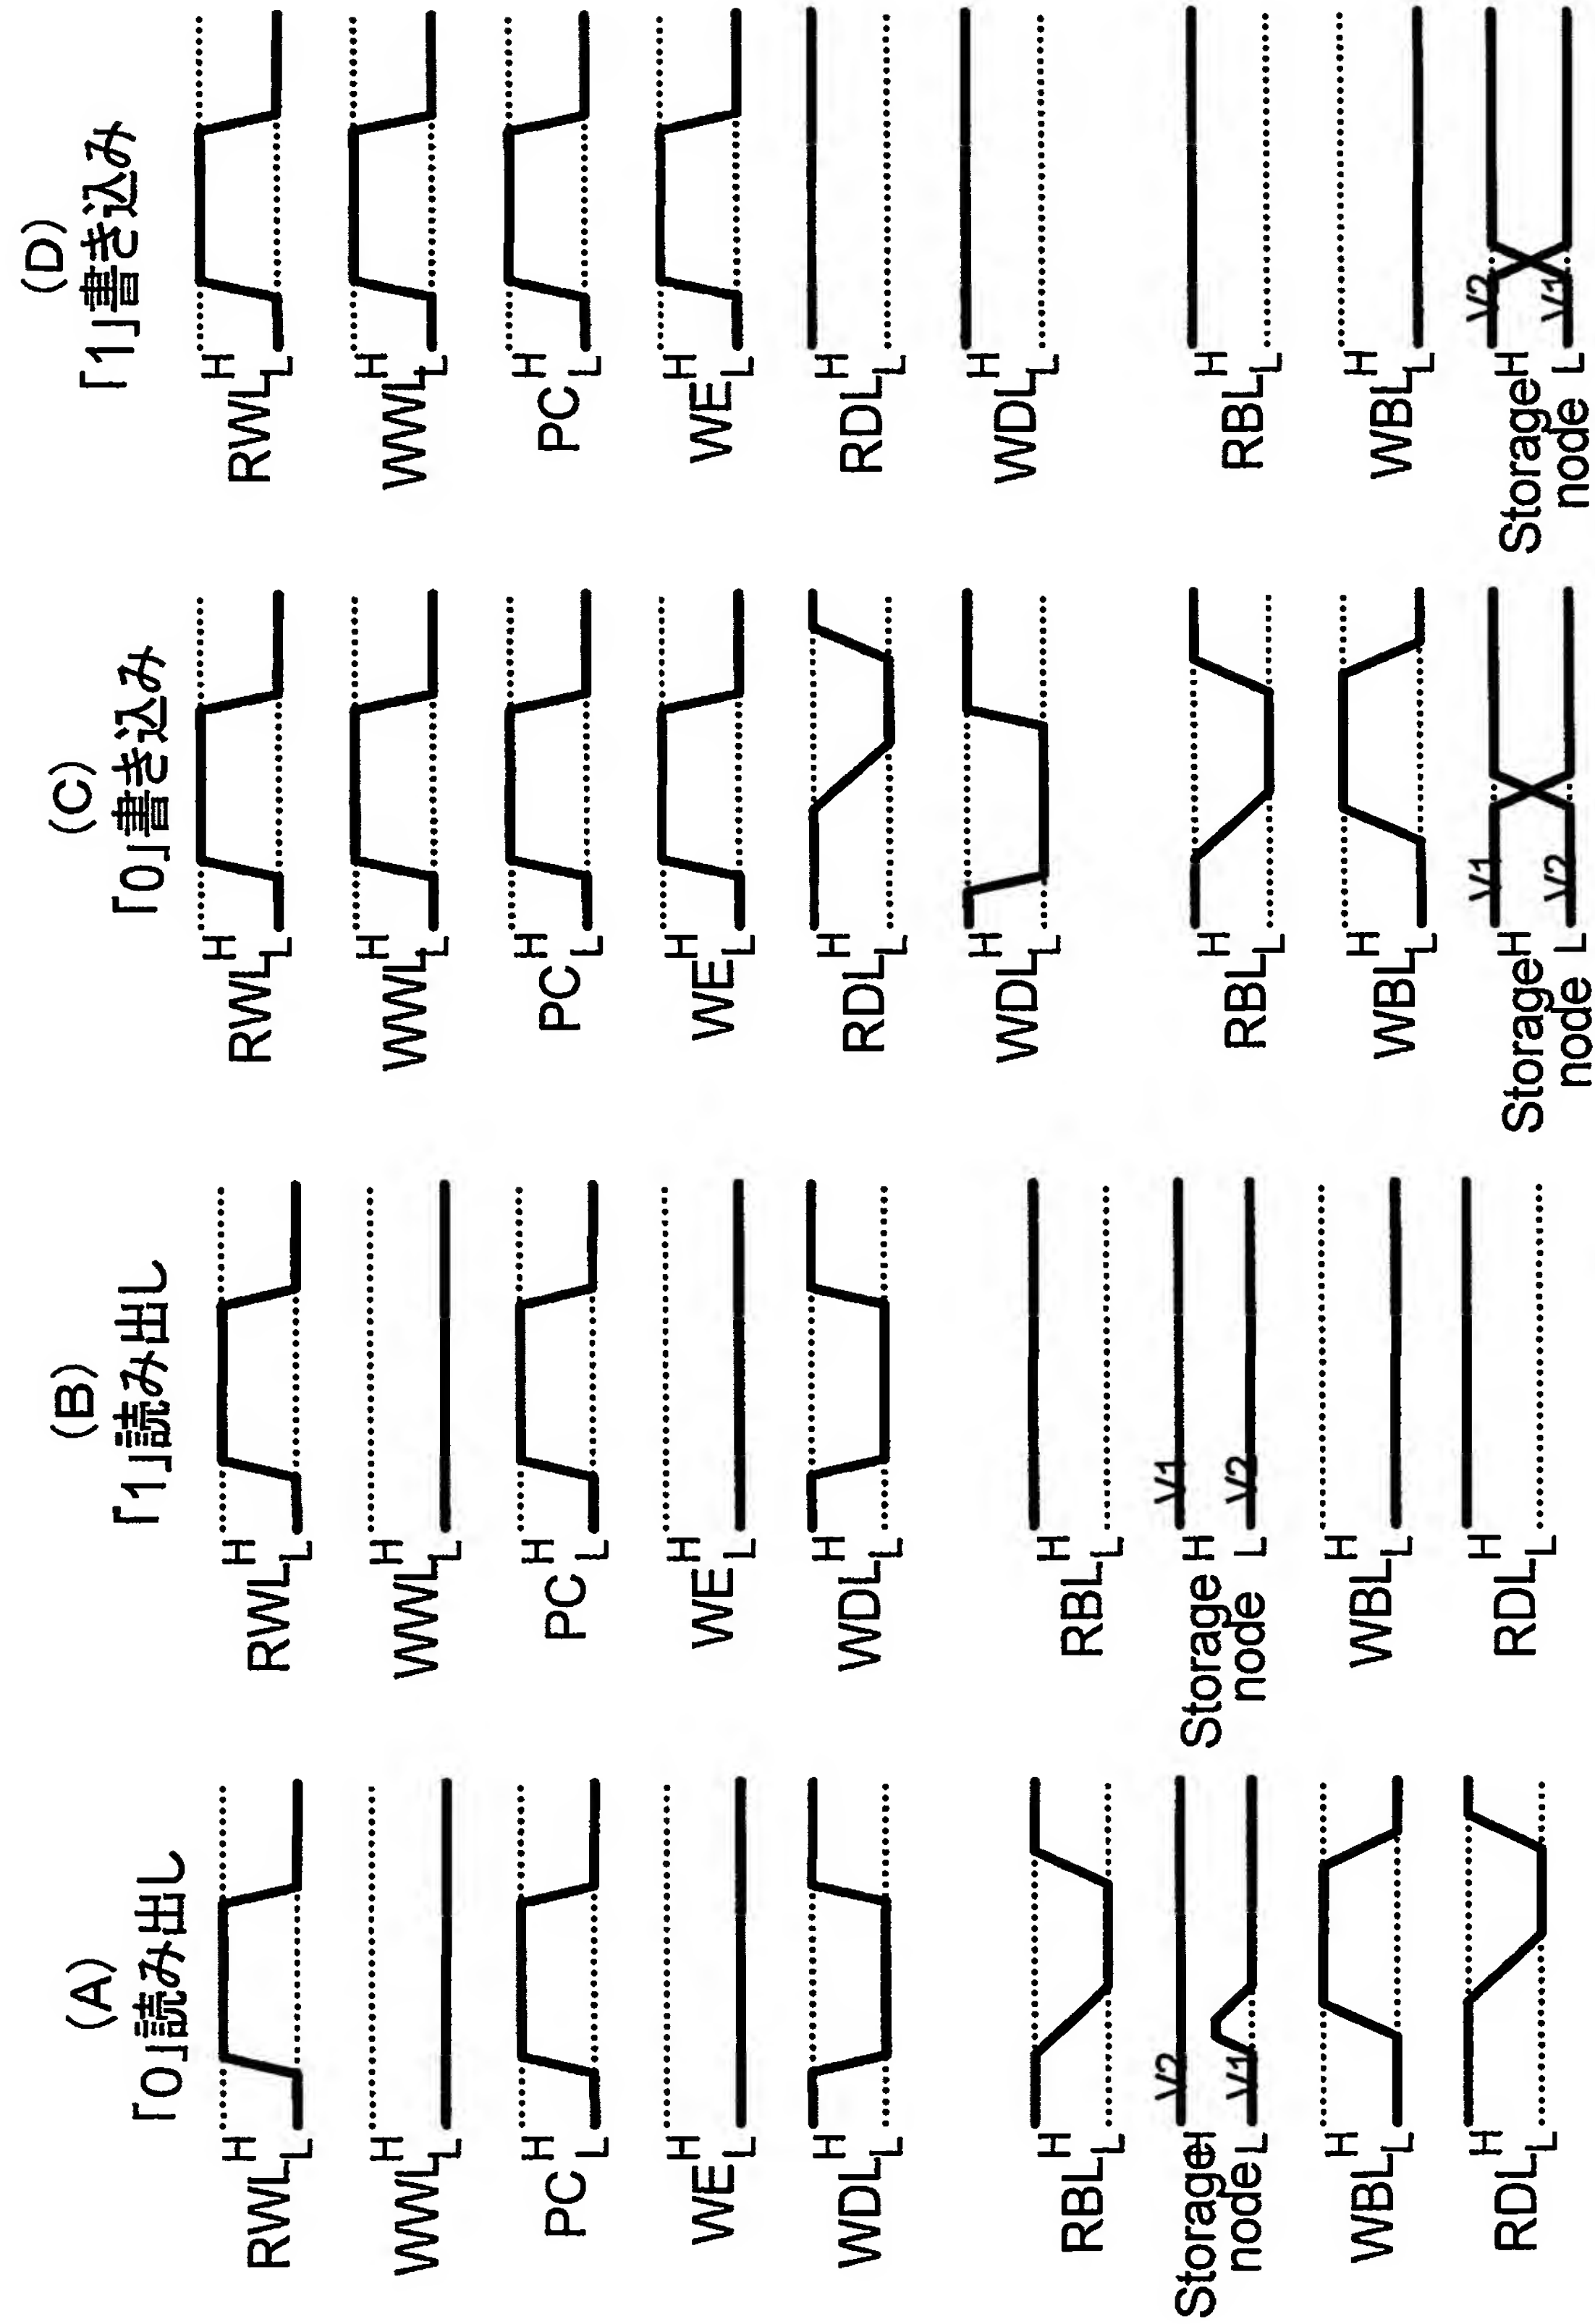 (A)
「0」読み出し
RWL H L
WWL H L
PC H L
WE H L
WDL H L
RBL H L
Storage node H L V2 V1
WBL H L
RDL H L
(B)
「1」読み出し
RWL H L
WWL H L
PC H L
WE H L
WDL H L
RBL H L
Storage node H L V1 V2
WBL H L
RDL H L
(C)
「0」書き込み
RWL H L
WWL H L
PC H L
WE H L
RDL H L
WDL H L
RBL H L
WBL H L
Storage node H L V1 V2
(D)
「1」書き込み
RWL H L
WWL H L
PC H L
WE H L
RDL H L
WDL H L
RBL H L
WBL H L
Storage node H L V2 V1